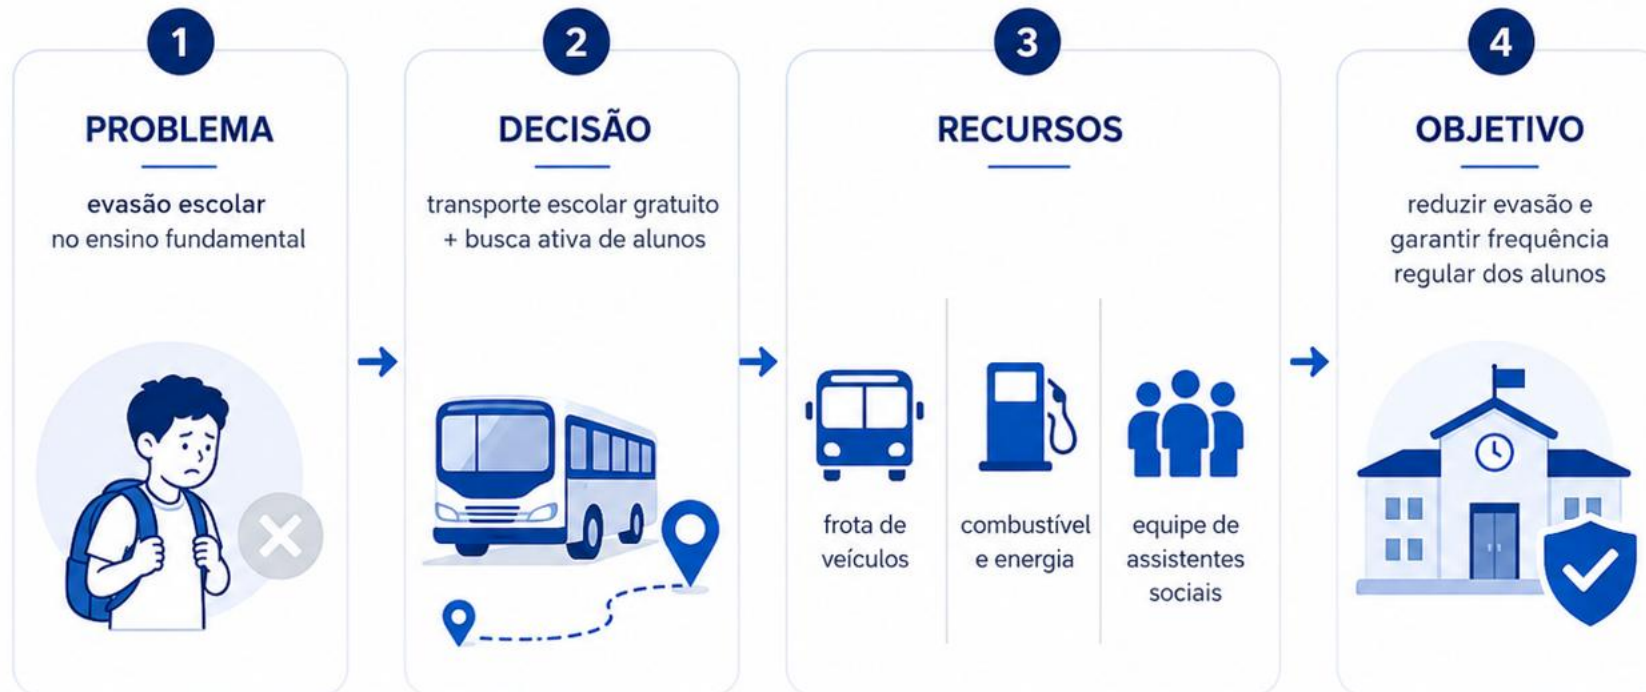 1
PROBLEMA
evasão escolar
no ensino fundamental
2
DECISÃO
transporte escolar gratuito
+ busca ativa de alunos
3
RECURSOS
frota de
veículos
combustível
e energia
equipe de
assistentes
sociais
4
OBJETIVO
reduzir evasão e
garantir frequência
regular dos alunos